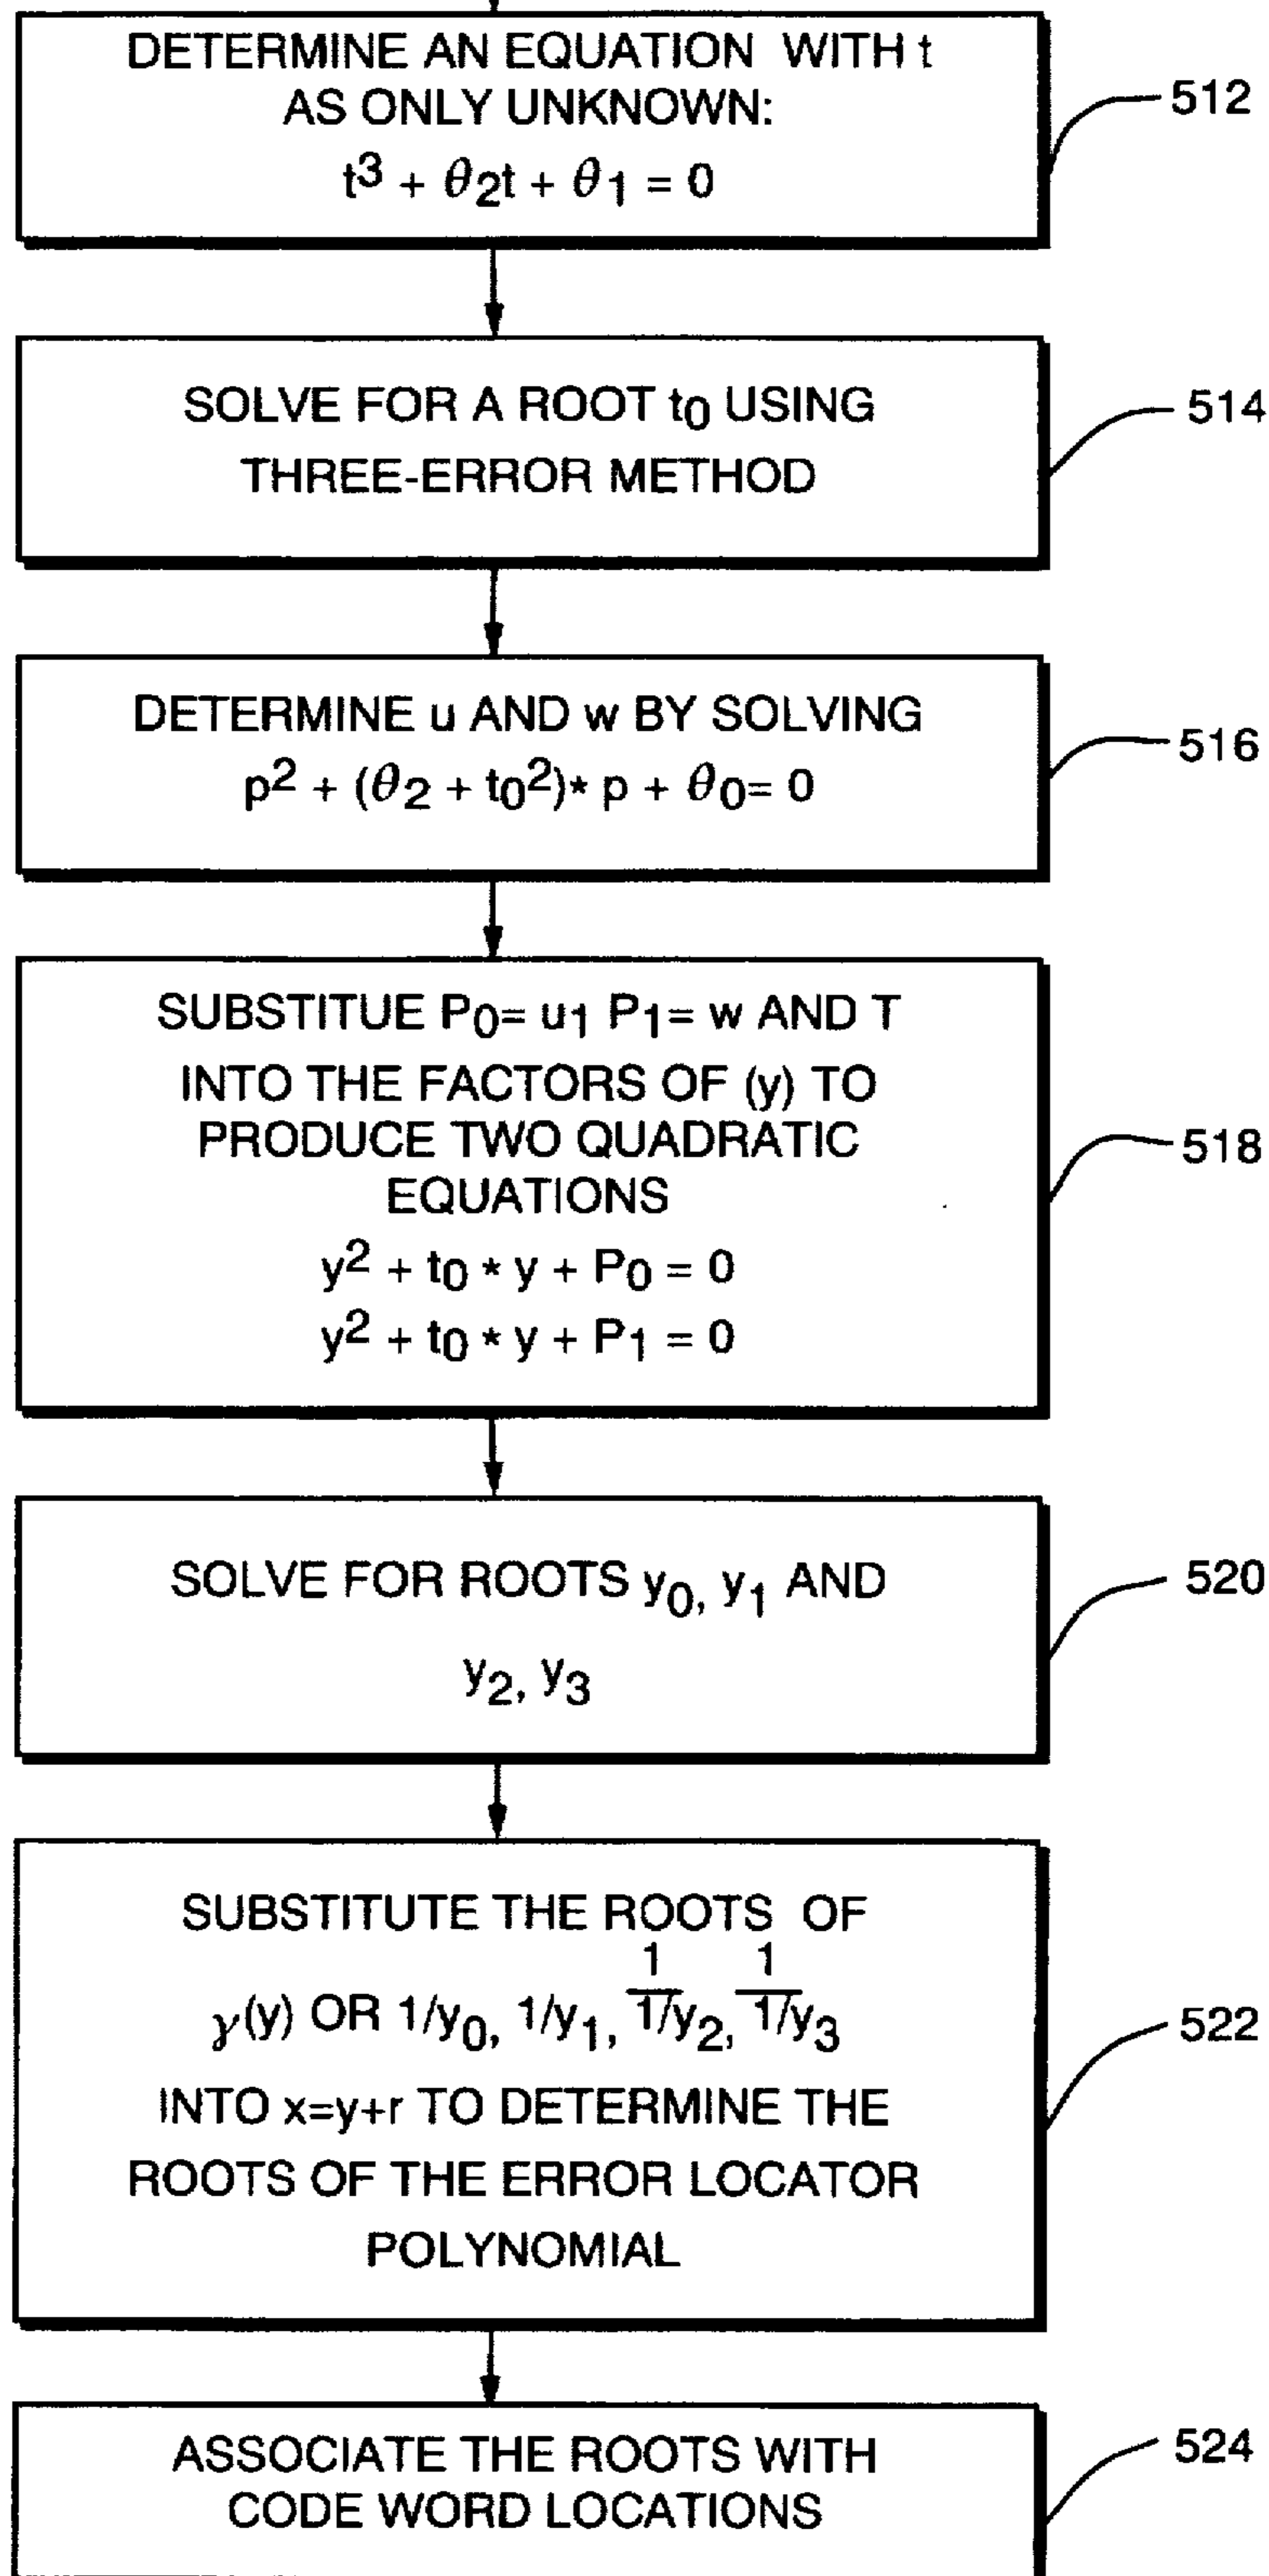 DETERMINE AN EQUATION WITH t
AS ONLY UNKNOWN:
t³ + θ₂t + θ₁ = 0
512
SOLVE FOR A ROOT t₀ USING
THREE-ERROR METHOD
514
DETERMINE u AND w BY SOLVING
p² + (θ₂ + t₀²)* p + θ₀= 0
516
SUBSTITUE P₀= u₁ P₁= w AND T
INTO THE FACTORS OF (y) TO
PRODUCE TWO QUADRATIC
EQUATIONS
y² + t₀ * y + P₀ = 0
y² + t₀ * y + P₁ = 0
518
SOLVE FOR ROOTS y₀, y₁ AND
y₂, y₃
520
SUBSTITUTE THE ROOTS OF
1 1
γ(y) OR 1/y₀, 1/y₁, 1/y₂, 1/y₃
INTO x=y+r TO DETERMINE THE
ROOTS OF THE ERROR LOCATOR
POLYNOMIAL
522
ASSOCIATE THE ROOTS WITH
CODE WORD LOCATIONS
524